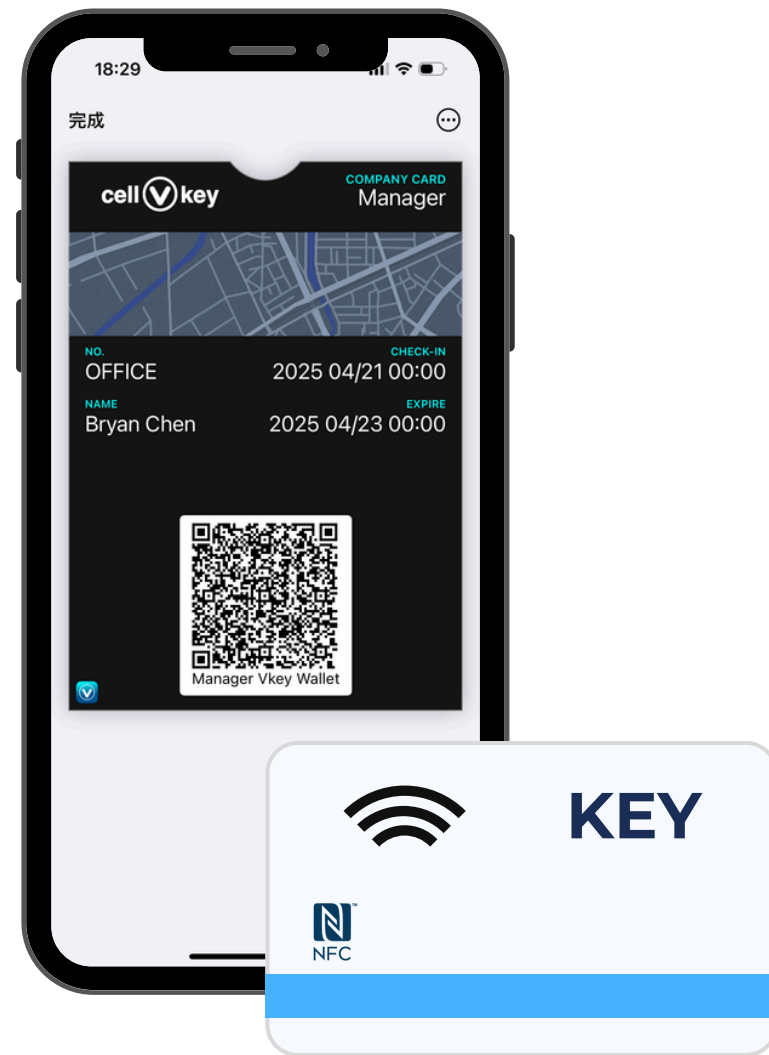 18:29
完成
cell V key
COMPANY CARD
Manager
NO.
OFFICE
CHECK-IN
2025 04/21 00:00
NAME
Bryan Chen
EXPIRE
2025 04/23 00:00
Manager Vkey Wallet
V
KEY
N™
NFC